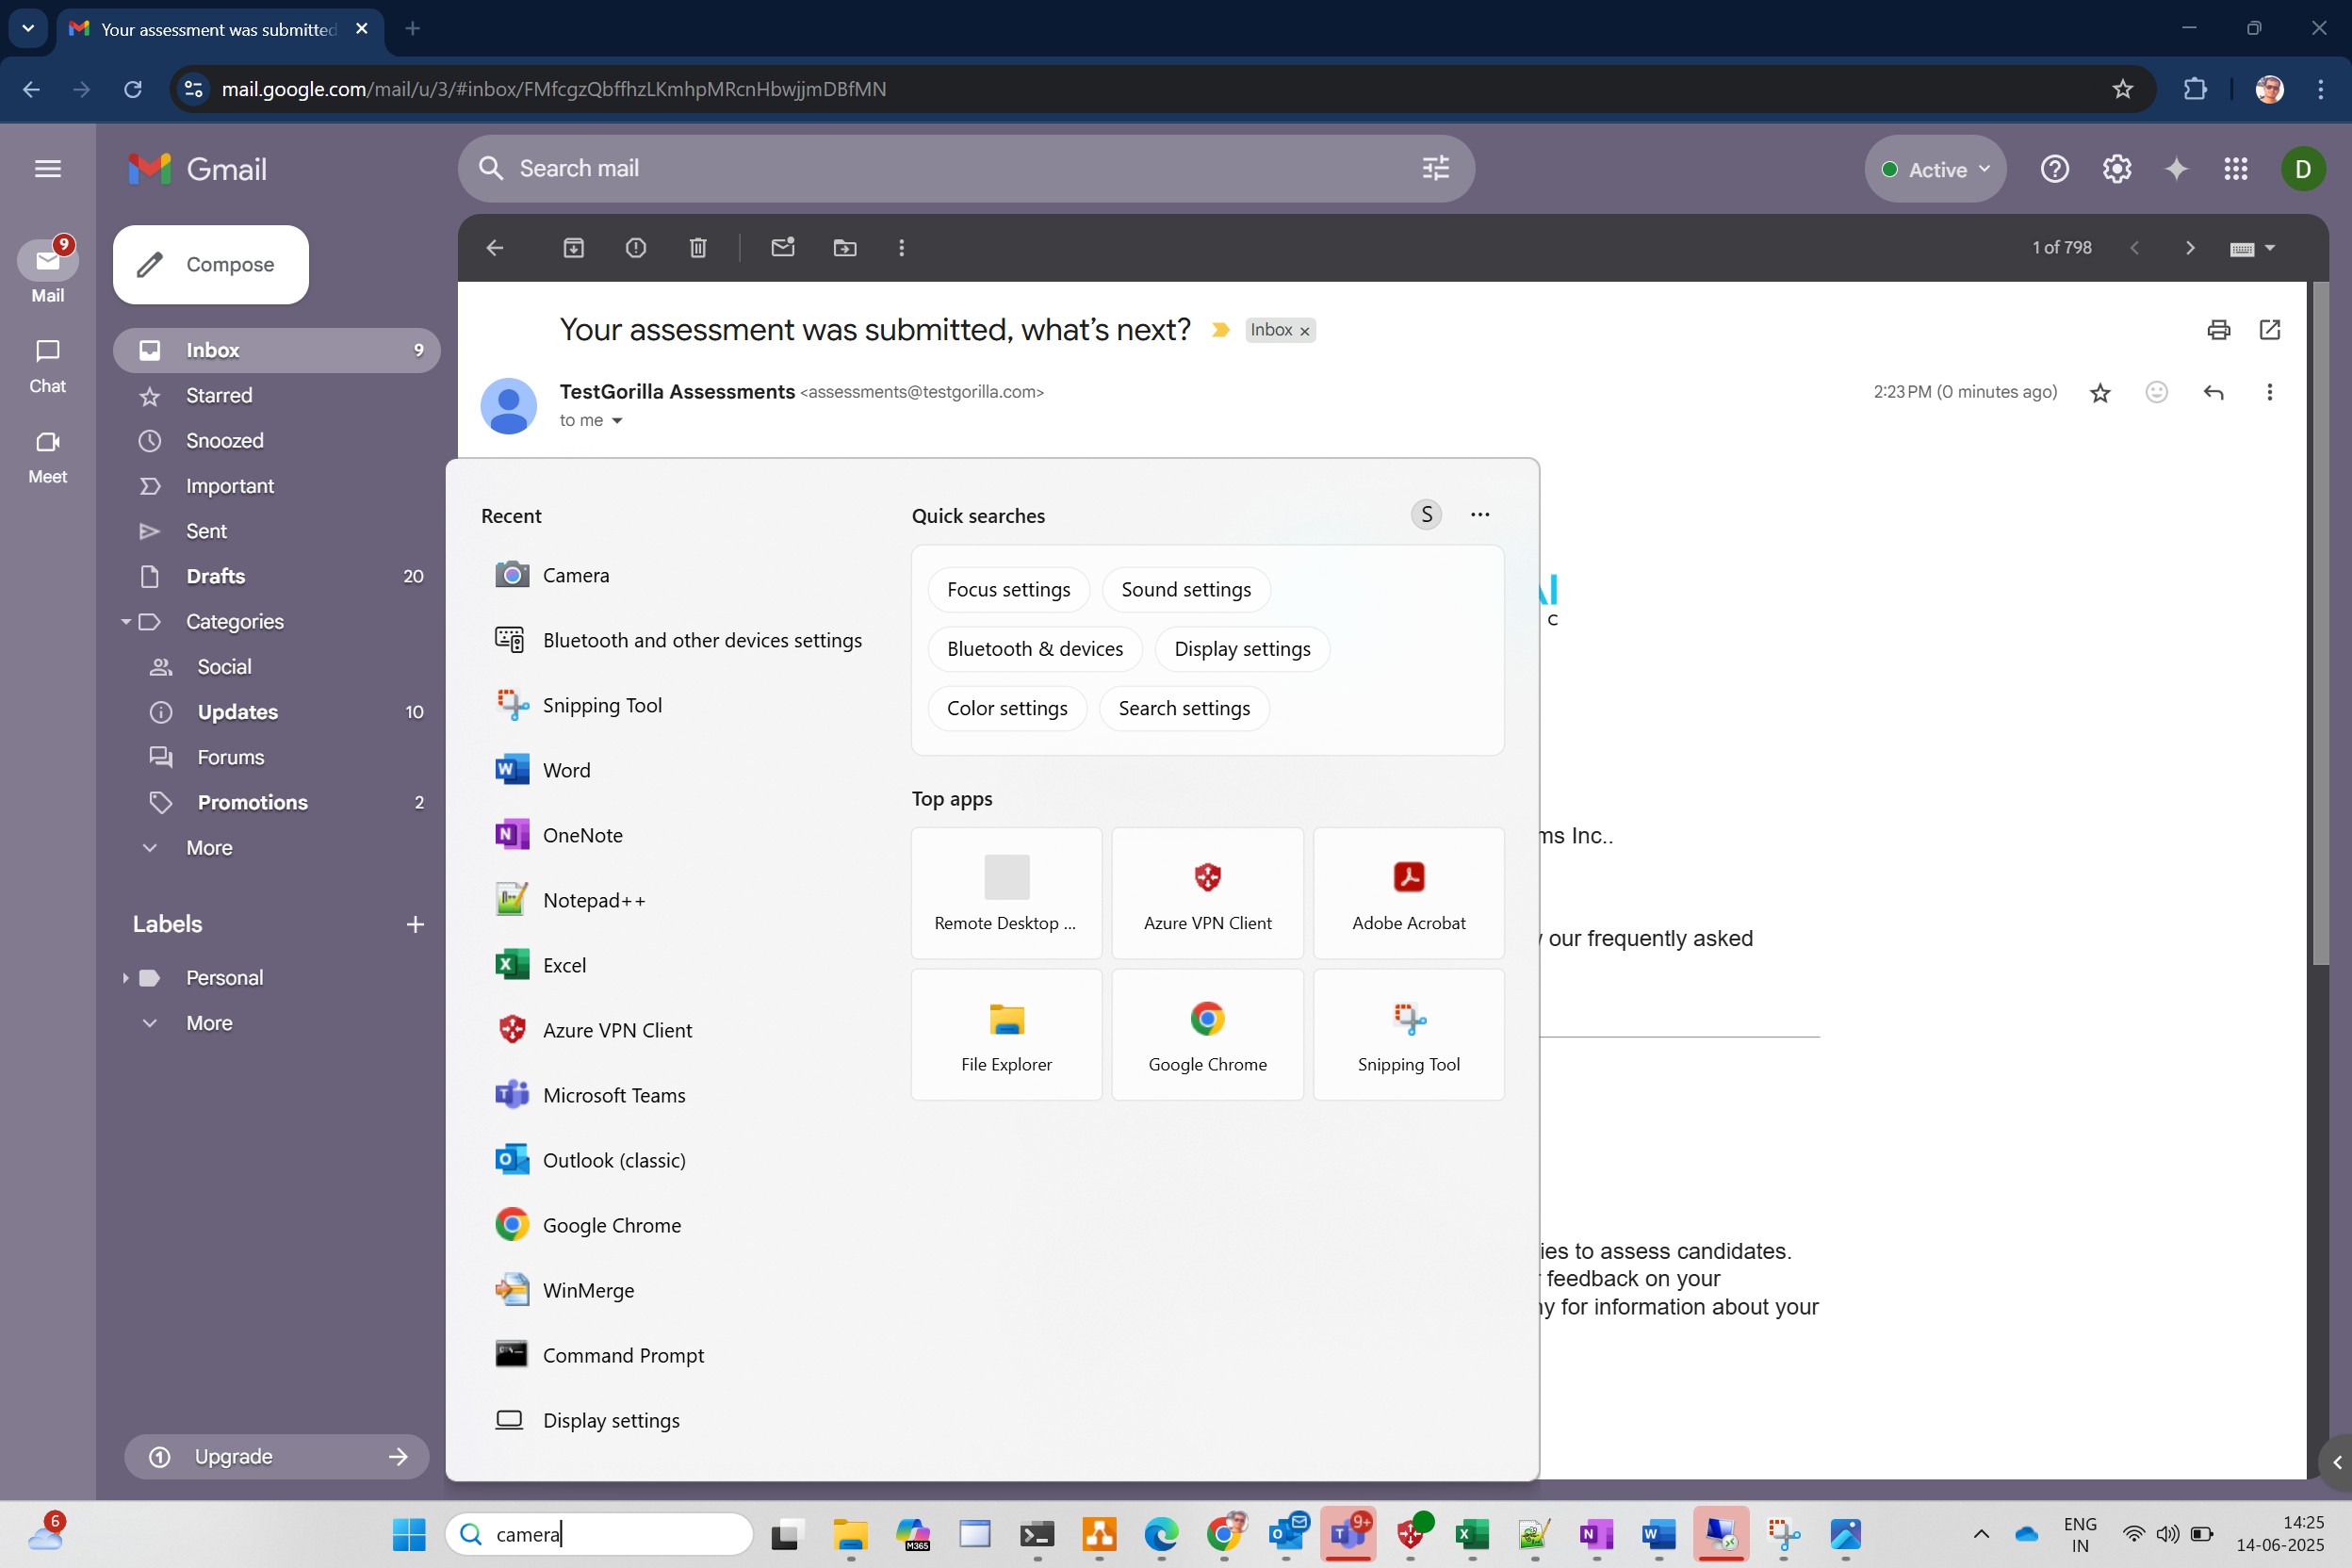 Your assessment was submitted
mail.google.com/mail/u/3/#inbox/FMfcgzQbffhzLKmhpMRcnHbwjjmDBfMN
Gmail
Search mail
Active
D
9
Mail
Chat
Meet
Compose
Inbox 9
Starred
Snoozed
Important
Sent
Drafts 20
Categories
Social
Updates 10
Forums
Promotions 2
More
Labels
Personal
More
Upgrade
1 of 798
Your assessment was submitted, what's next? Inbox
TestGorilla Assessments <assessments@testgorilla.com>
2:23 PM (0 minutes ago)
to me
Recent
Camera
Bluetooth and other devices settings
Snipping Tool
Word
OneNote
Notepad++
Excel
Azure VPN Client
Microsoft Teams
Outlook (classic)
Google Chrome
WinMerge
Command Prompt
Display settings
Quick searches
S
Focus settings Sound settings
Bluetooth & devices Display settings
Color settings Search settings
Top apps
Remote Desktop ... Azure VPN Client Adobe Acrobat
File Explorer Google Chrome Snipping Tool
AI
C
ms Inc..
our frequently asked
ies to assess candidates.
feedback on your
for information about your
6
camera
M365
9+
ENG
IN
14:25
14-06-2025